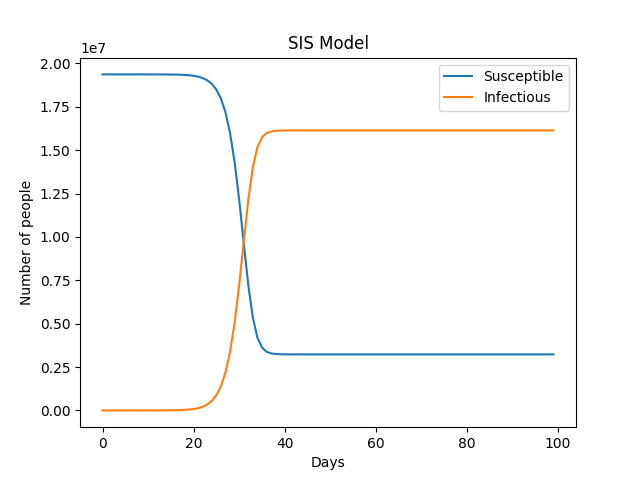 SIS Model
1e7
2.00
1.75
1.50
1.25
1.00
0.75
0.50
0.25
0.00
Number of people
Susceptible
Infectious
0 20 40 60 80 100
Days